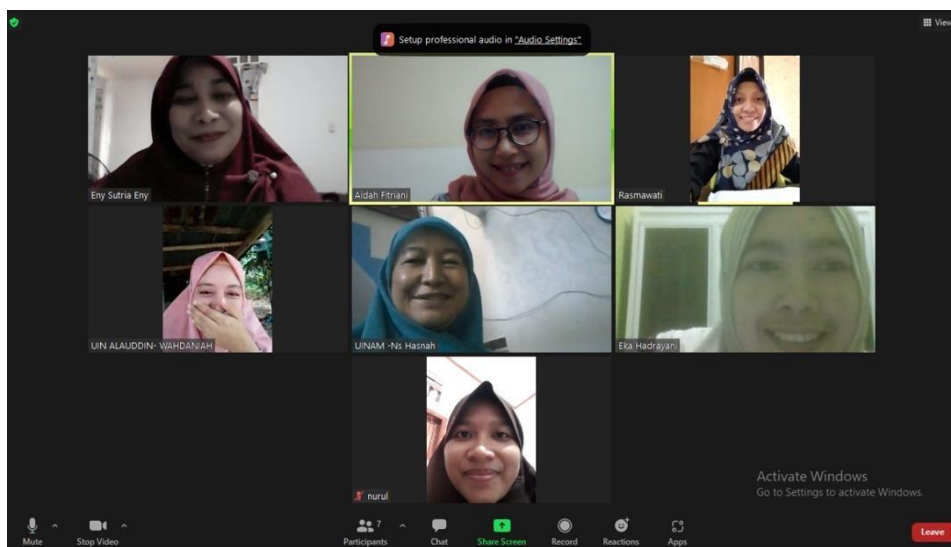 View
Setup professional audio in "Audio Settings"
Eny Sutria Eny
Aidah Fitriani
Rasmawati
UIN ALAUDDIN- WAHDANIAH
UINAM -Ns Hasnah
Eka Hadrayani
nurul
Activate Windows
Go to Settings to activate Windows.
Mute
Stop Video
Participants
7
Chat
Share Screen
Record
Reactions
Apps
Leave